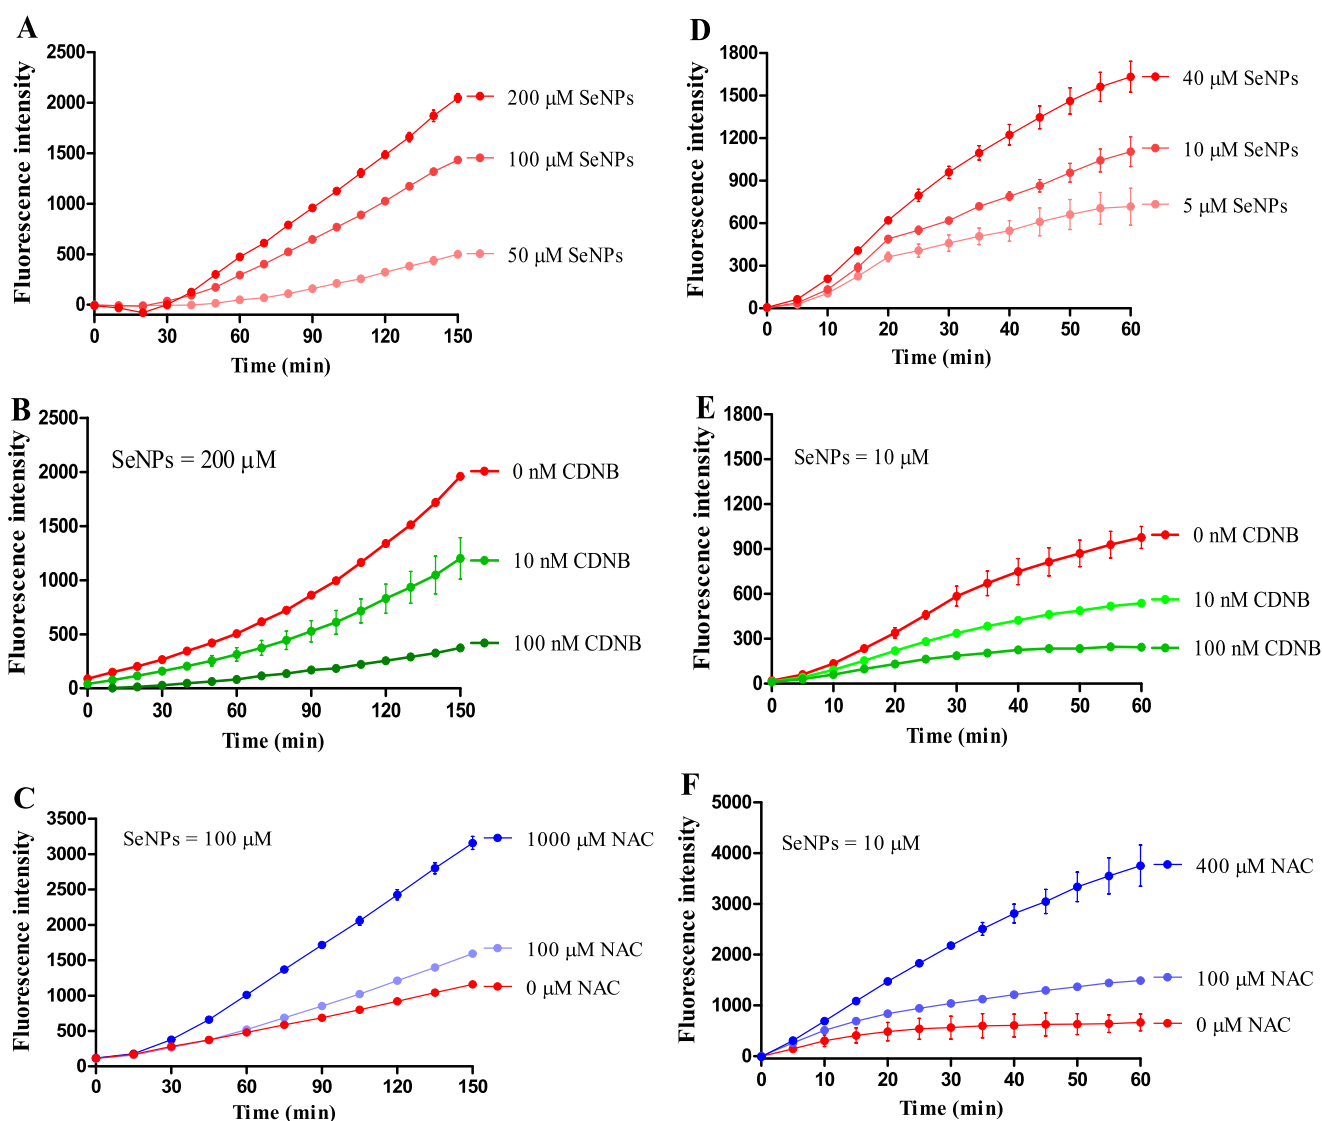 A
Fluorescence intensity
2500
2000
1500
1000
500
0
0 30 60 90 120 150
Time (min)
200 μM SeNPs
100 μM SeNPs
50 μM SeNPs
D
Fluorescence intensity
1800
1500
1200
900
600
300
0
0 10 20 30 40 50 60
Time (min)
40 μM SeNPs
10 μM SeNPs
5 μM SeNPs
B
Fluorescence intensity
2500
2000
1500
1000
500
0
0 30 60 90 120 150
Time (min)
SeNPs = 200 μM
0 nM CDNB
10 nM CDNB
100 nM CDNB
E
Fluorescence intensity
1800
1500
1200
900
600
300
0
0 10 20 30 40 50 60
Time (min)
SeNPs = 10 μM
0 nM CDNB
10 nM CDNB
100 nM CDNB
C
Fluorescence intensity
3500
3000
2500
2000
1500
1000
500
0
0 30 60 90 120 150
Time (min)
SeNPs = 100 μM
1000 μM NAC
100 μM NAC
0 μM NAC
F
Fluorescence intensity
5000
4000
3000
2000
1000
0
0 10 20 30 40 50 60
Time (min)
SeNPs = 10 μM
400 μM NAC
100 μM NAC
0 μM NAC